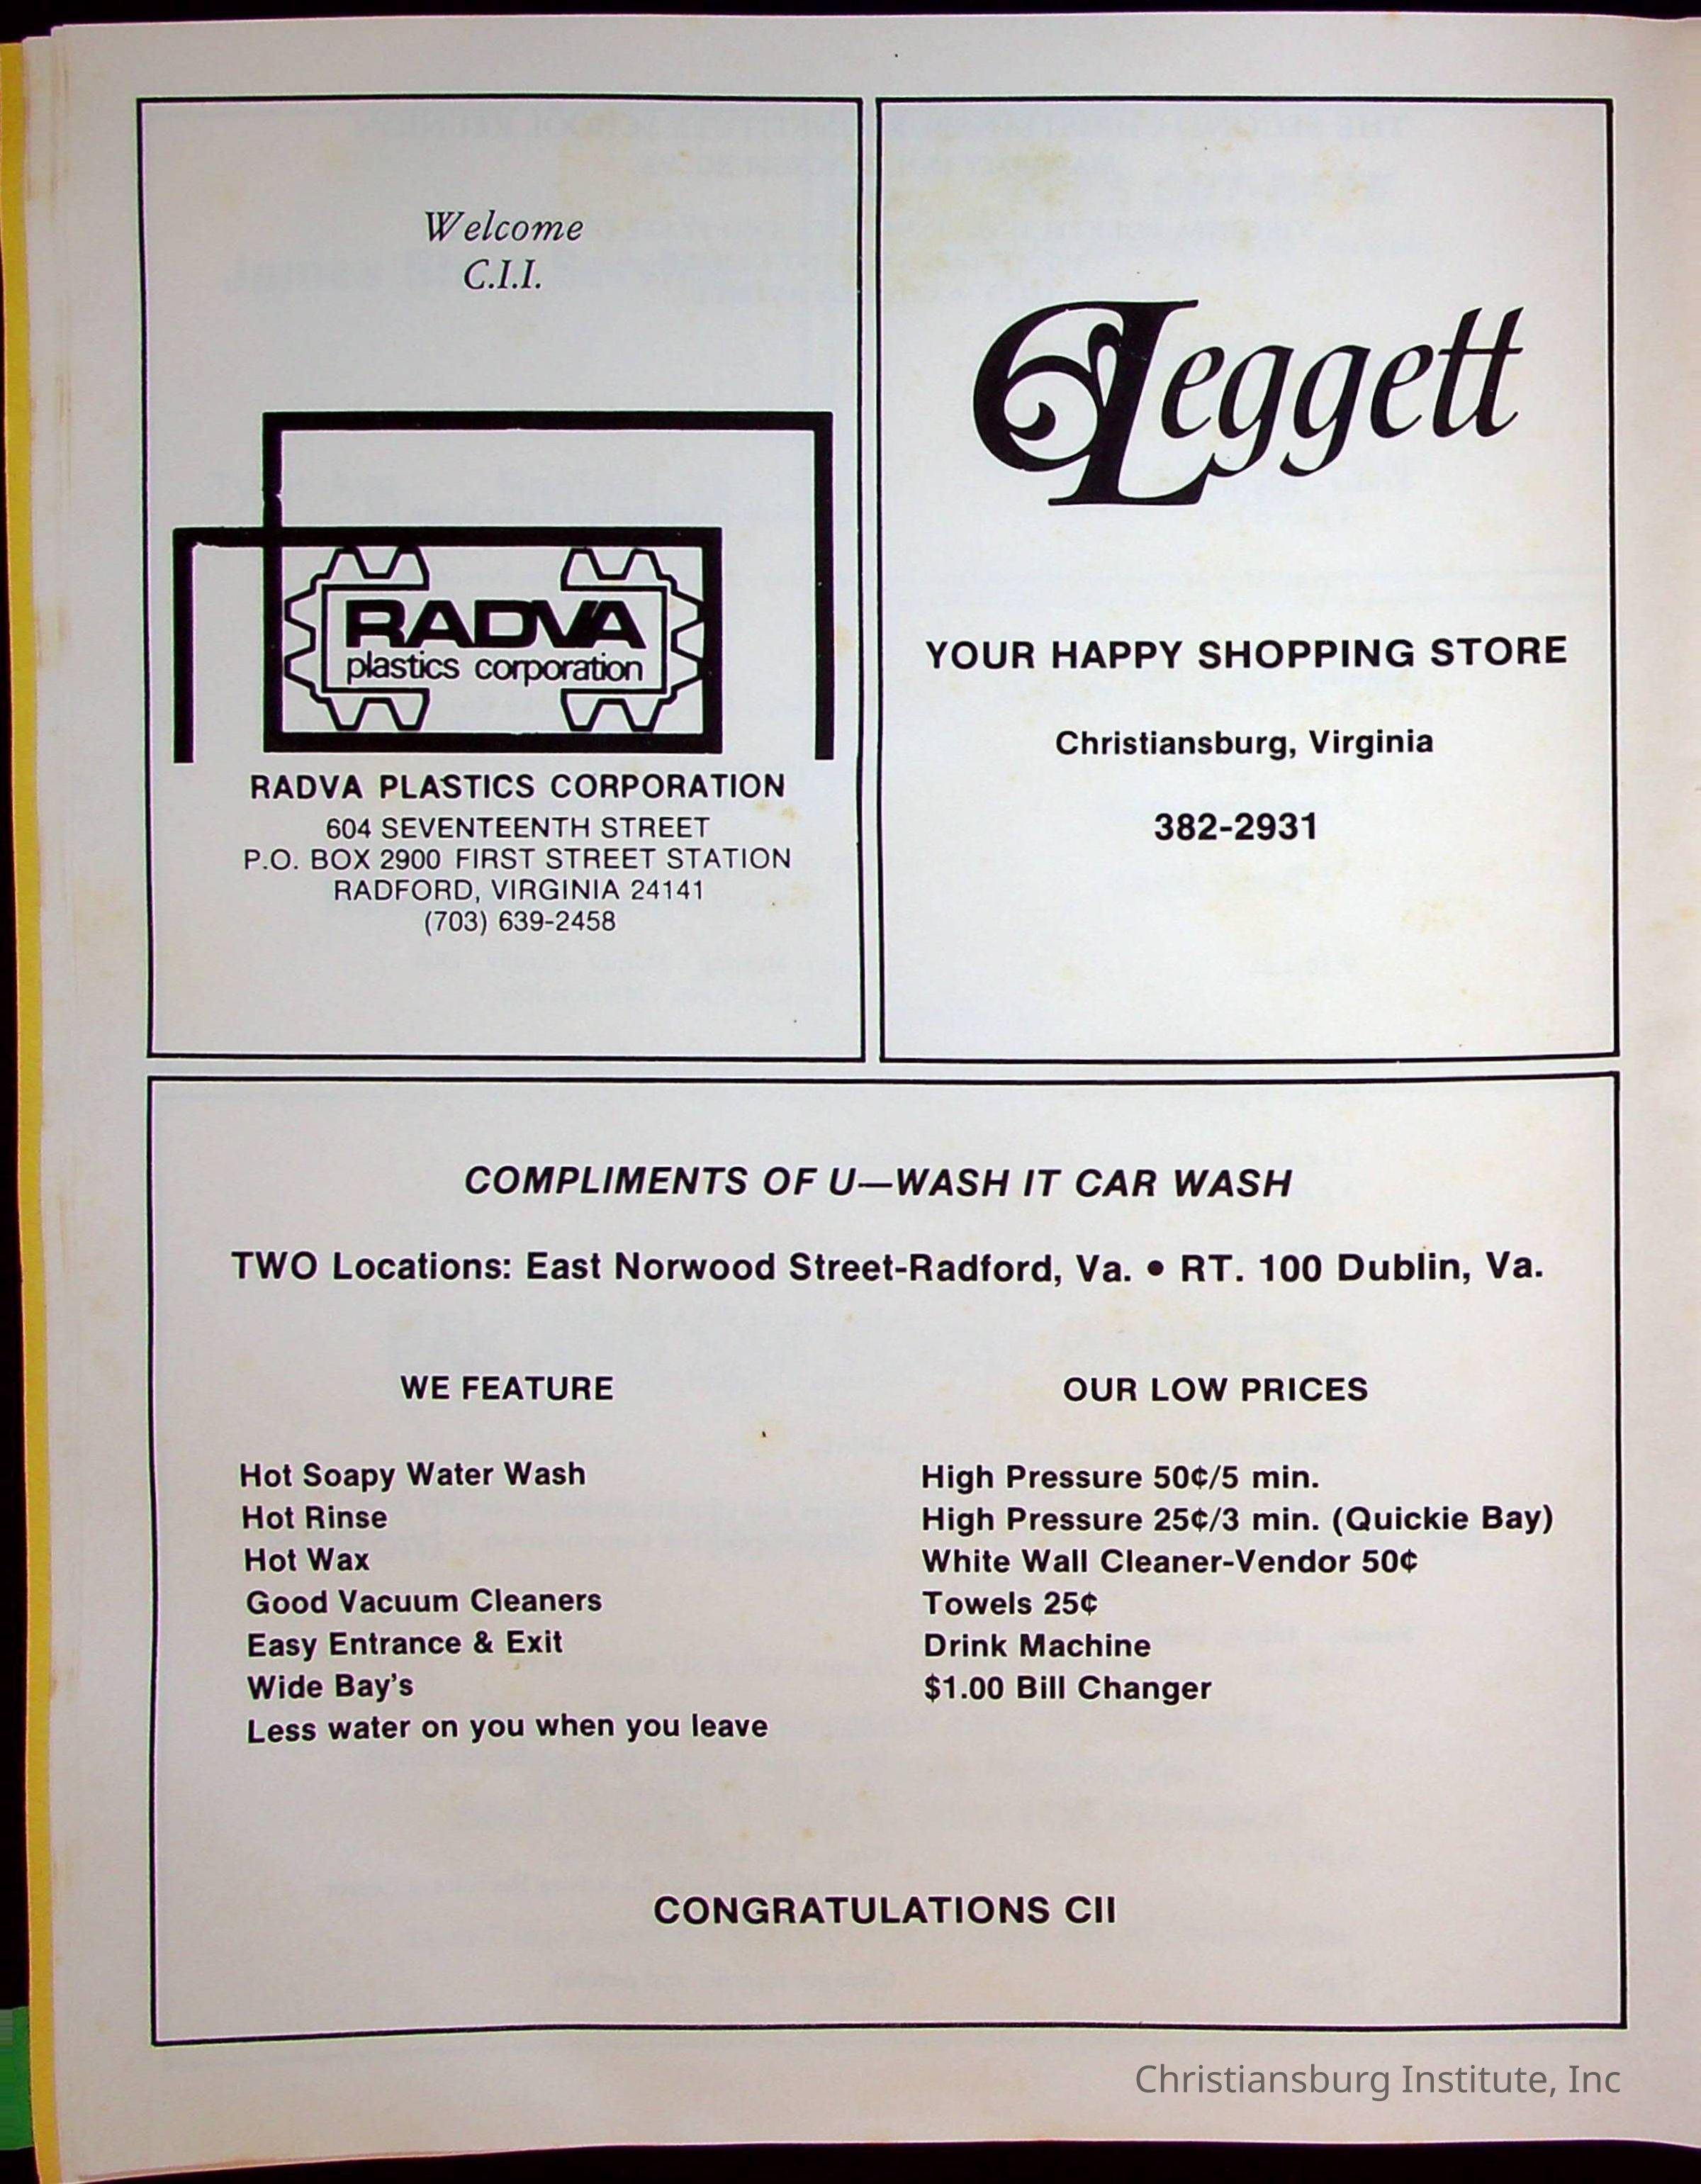 Welcome
C.I.I.
RADVA
plastics corporation
RADVA PLASTICS CORPORATION
604 SEVENTEENTH STREET
P.O. BOX 2900 FIRST STREET STATION
RADFORD, VIRGINIA 24141
(703) 639-2458
Leggett
YOUR HAPPY SHOPPING STORE
Christiansburg, Virginia
382-2931
COMPLIMENTS OF U—WASH IT CAR WASH
TWO Locations: East Norwood Street-Radford, Va. • RT. 100 Dublin, Va.
WE FEATURE
Hot Soapy Water Wash
Hot Rinse
Hot Wax
Good Vacuum Cleaners
Easy Entrance & Exit
Wide Bay's
Less water on you when you leave
OUR LOW PRICES
High Pressure 50¢/5 min.
High Pressure 25¢/3 min. (Quickie Bay)
White Wall Cleaner-Vendor 50¢
Towels 25¢
Drink Machine
$1.00 Bill Changer
CONGRATULATIONS CII
Christiansburg Institute, Inc